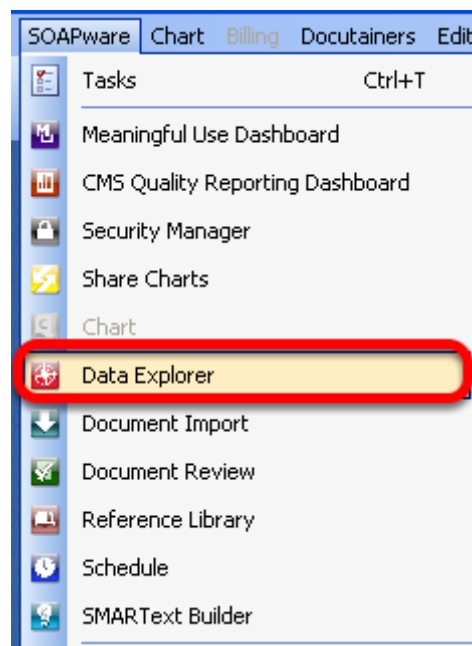 SOAPware Chart Billing Docutainers Edit
Tasks Ctrl+T
Meaningful Use Dashboard
CMS Quality Reporting Dashboard
Security Manager
Share Charts
Chart
Data Explorer
Document Import
Document Review
Reference Library
Schedule
SMARText Builder